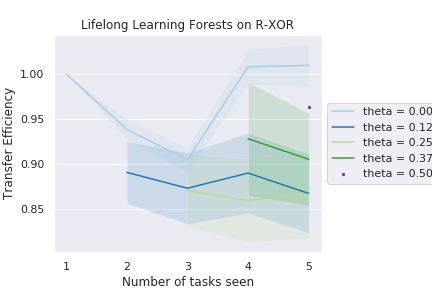 Lifelong Learning Forests on R-XOR
Transfer Efficiency
1.00
0.95
0.90
0.85
1 2 3 4 5
Number of tasks seen
theta = 0.00
theta = 0.12
theta = 0.25
theta = 0.37
theta = 0.50